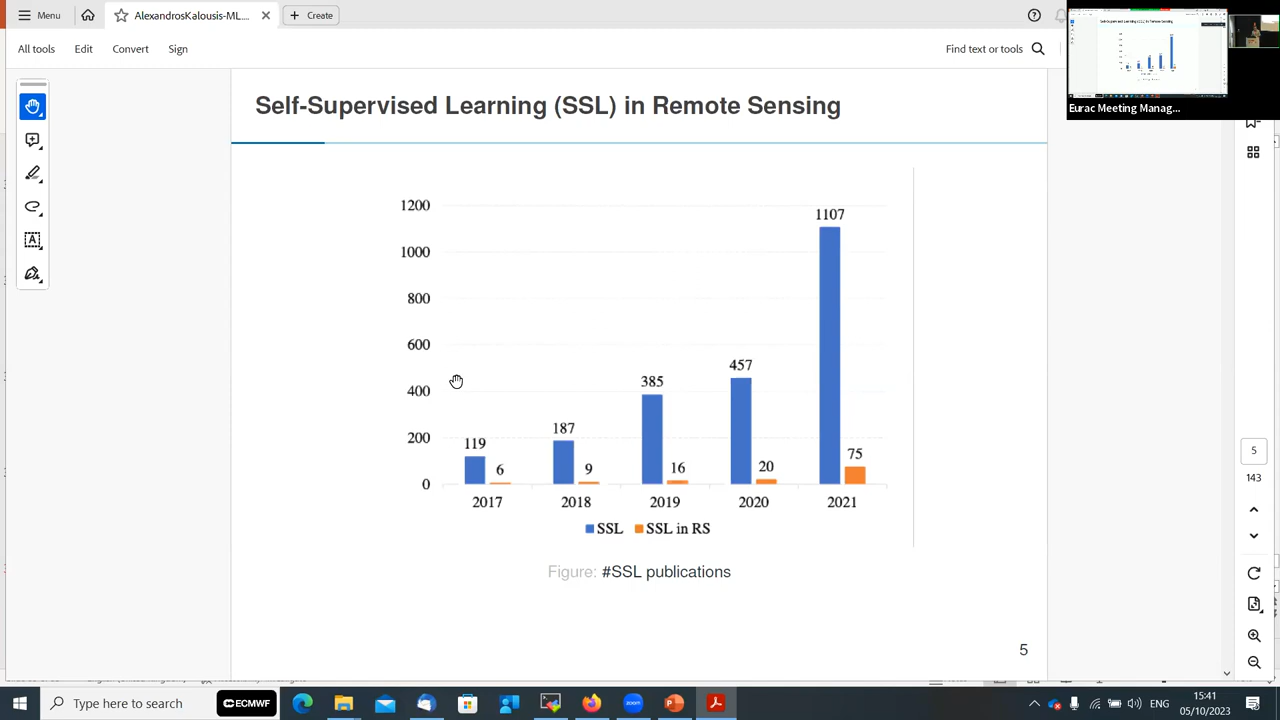 Menu
AlexandrosKalousis-ML....
Create
All tools
Edit
Convert
Sign
Find text or tools
Eurac Meeting Manag...
Self-Supervised Learning (SSL) in Remote Sensing
1200
1000
800
600
400
200
0
119
6
187
9
385
16
457
20
1107
75
2017
2018
2019
2020
2021
SSL
SSL in RS
Figure: #SSL publications
5
5
143
Type here to search
ECMWF
zoom
ENG
15:41
05/10/2023